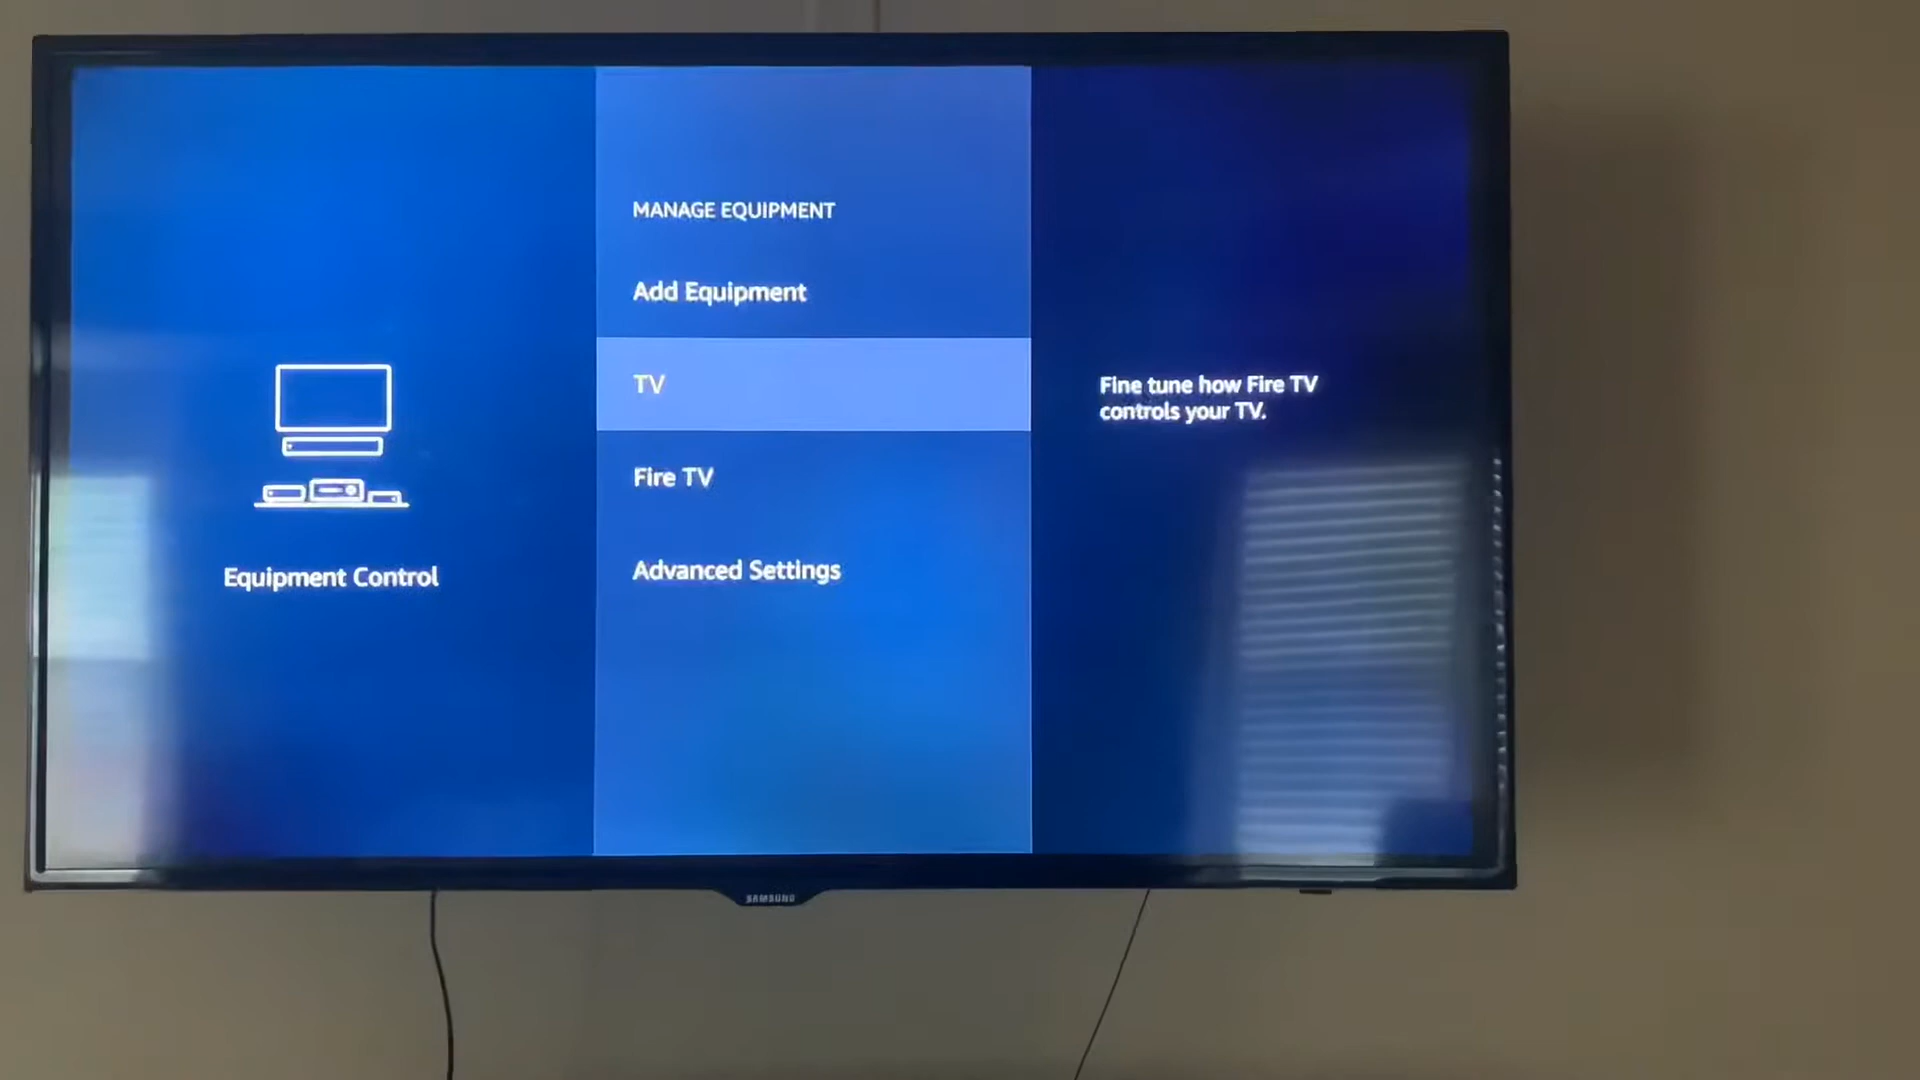 MANAGE EQUIPMENT
Add Equipment
TV
Fire TV
Advanced Settings
Equipment Control
Fine tune how Fire TV
controls your TV.
SAMSUNG